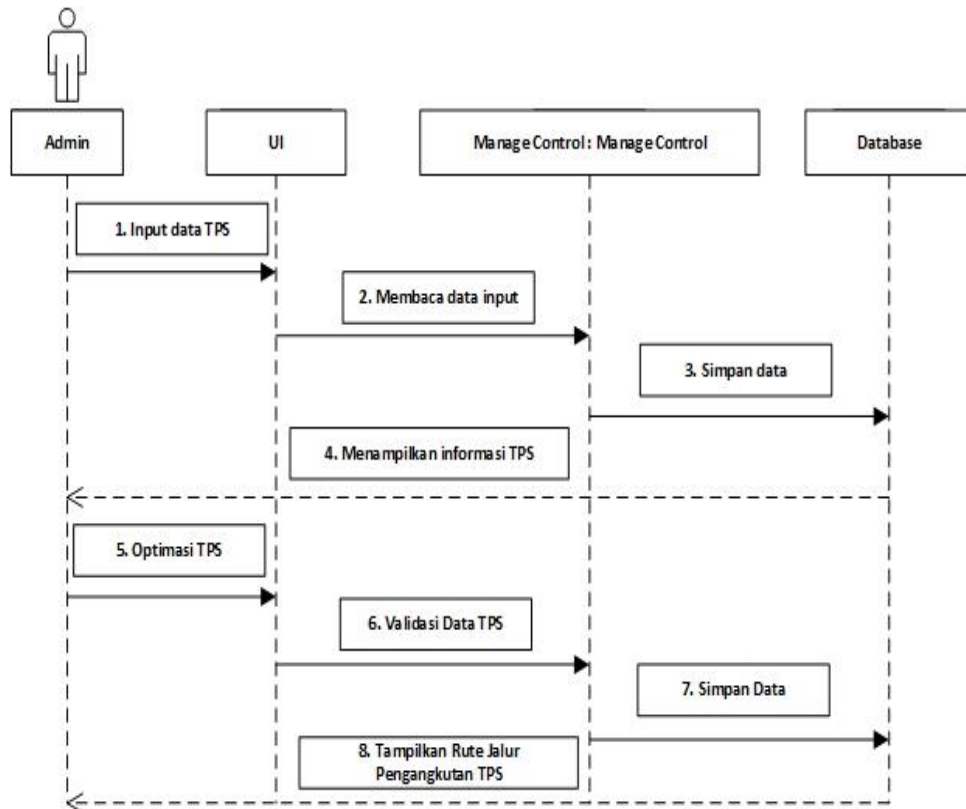 Admin
UI
Manage Control : Manage Control
Database
1. Input data TPS
2. Membaca data input
3. Simpan data
4. Menampilkan informasi TPS
5. Optimasi TPS
6. Validasi Data TPS
7. Simpan Data
8. Tampilkan Rute Jalur
Pengangkutan TPS